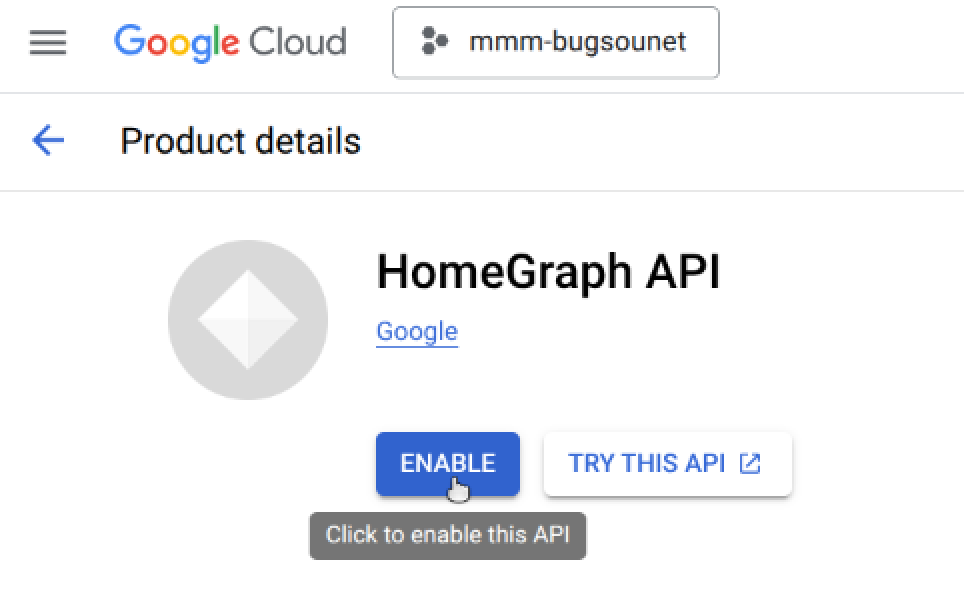 Google Cloud
mmm-bugsounet
Product details
HomeGraph API
Google
ENABLE
TRY THIS API
Click to enable this API